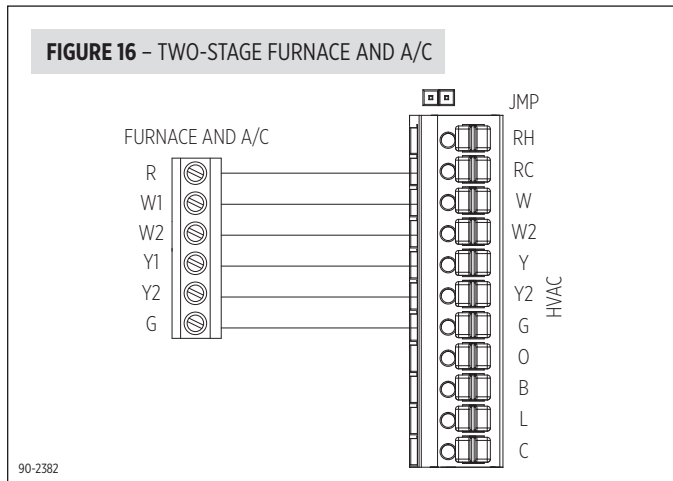 FIGURE 16 – TWO-STAGE FURNACE AND A/C
JMP
FURNACE AND A/C
R
W1
W2
Y1
Y2
G
RH
RC
W
W2
Y
Y2
G
O
B
L
C
HVAC
90-2382